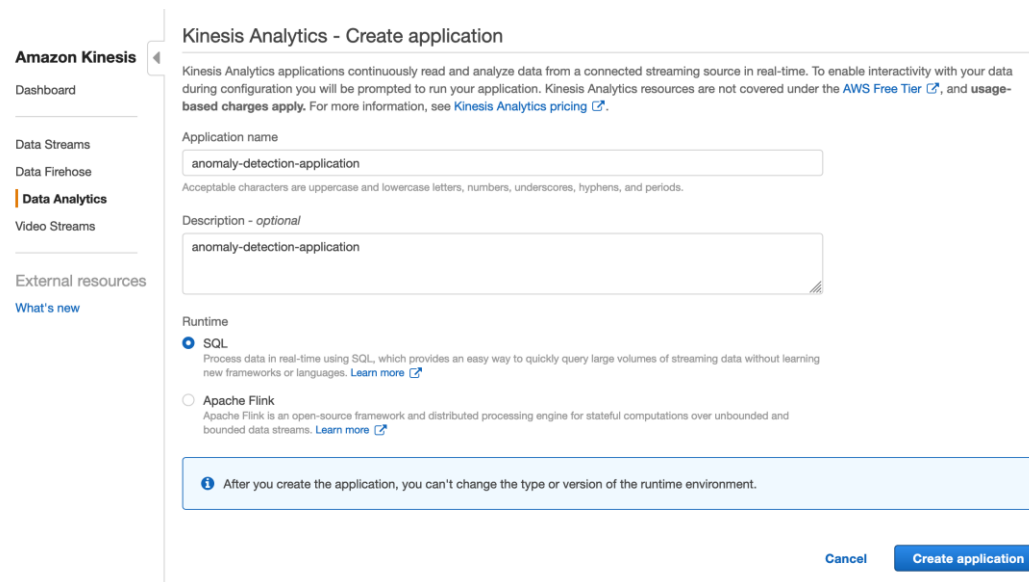 Amazon Kinesis
Dashboard
Data Streams
Data Firehose
Data Analytics
Video Streams
External resources
What's new
Kinesis Analytics - Create application
Kinesis Analytics applications continuously read and analyze data from a connected streaming source in real-time. To enable interactivity with your data
during configuration you will be prompted to run your application. Kinesis Analytics resources are not covered under the AWS Free Tier, and usage-
based charges apply. For more information, see Kinesis Analytics pricing.
Application name
anomaly-detection-application
Acceptable characters are uppercase and lowercase letters, numbers, underscores, hyphens, and periods.
Description - optional
anomaly-detection-application
Runtime
SQL
Process data in real-time using SQL, which provides an easy way to quickly query large volumes of streaming data without learning
new frameworks or languages. Learn more
Apache Flink
Apache Flink is an open-source framework and distributed processing engine for stateful computations over unbounded and
bounded data streams. Learn more
After you create the application, you can't change the type or version of the runtime environment.
Cancel
Create application